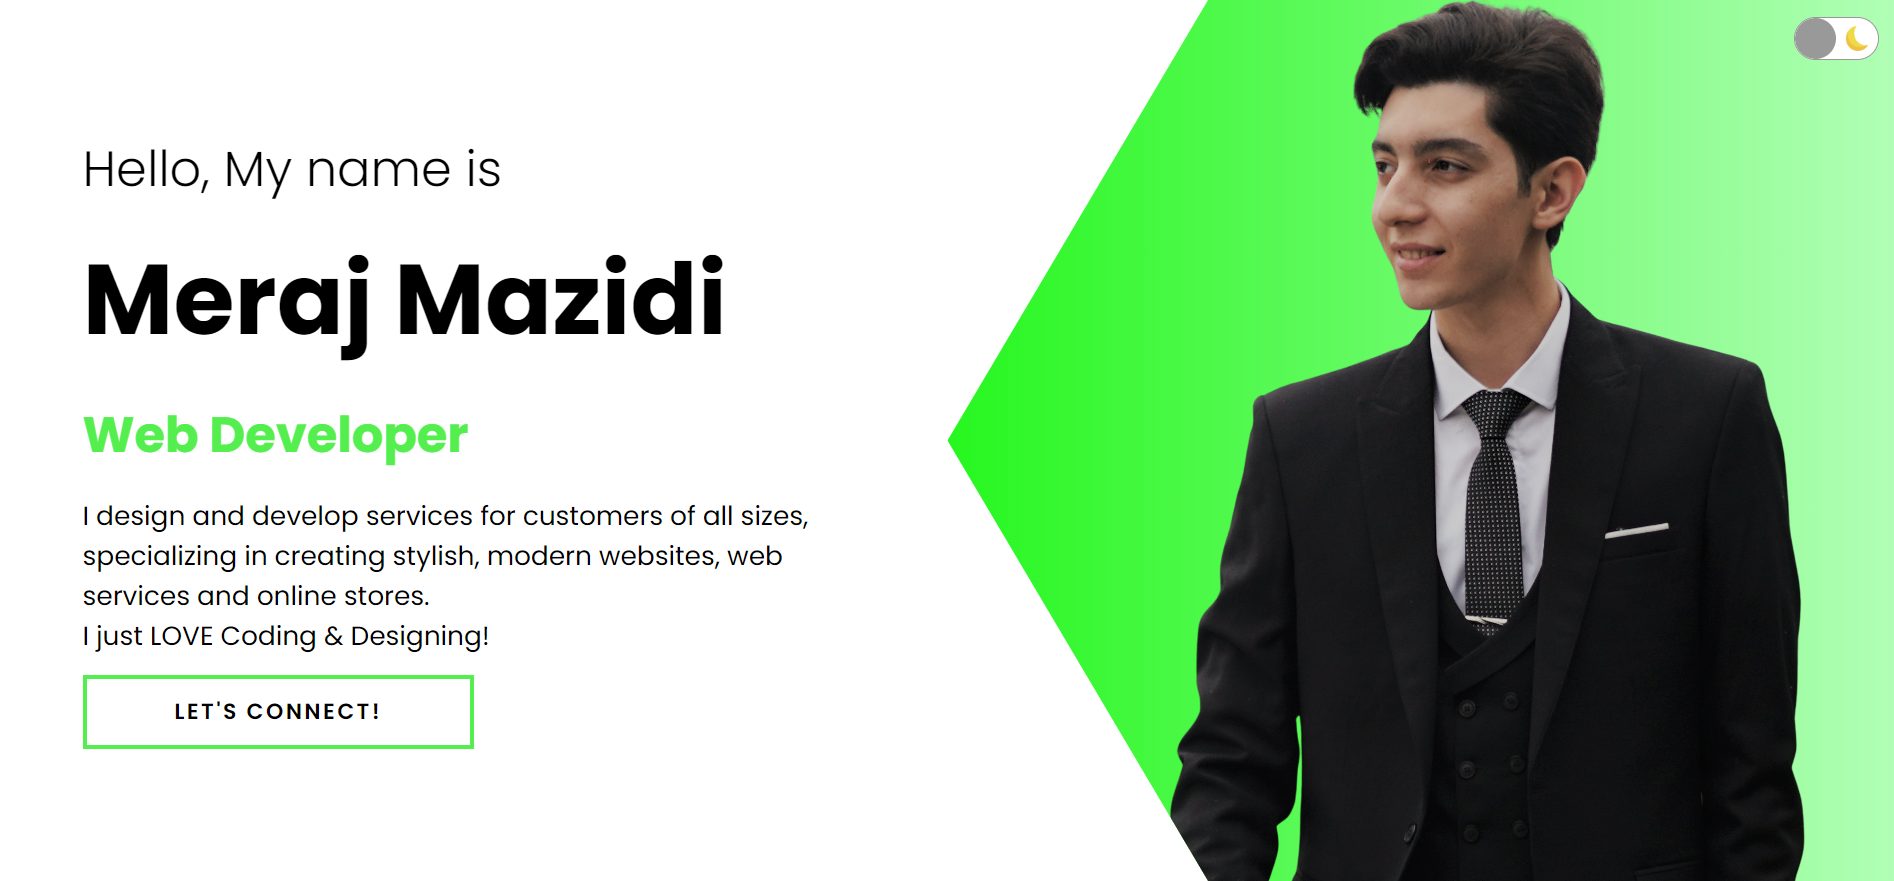 Hello, My name is
Meraj Mazidi
Web Developer
I design and develop services for customers of all sizes,
specializing in creating stylish, modern websites, web
services and online stores.
I just LOVE Coding & Designing!
LET'S CONNECT!